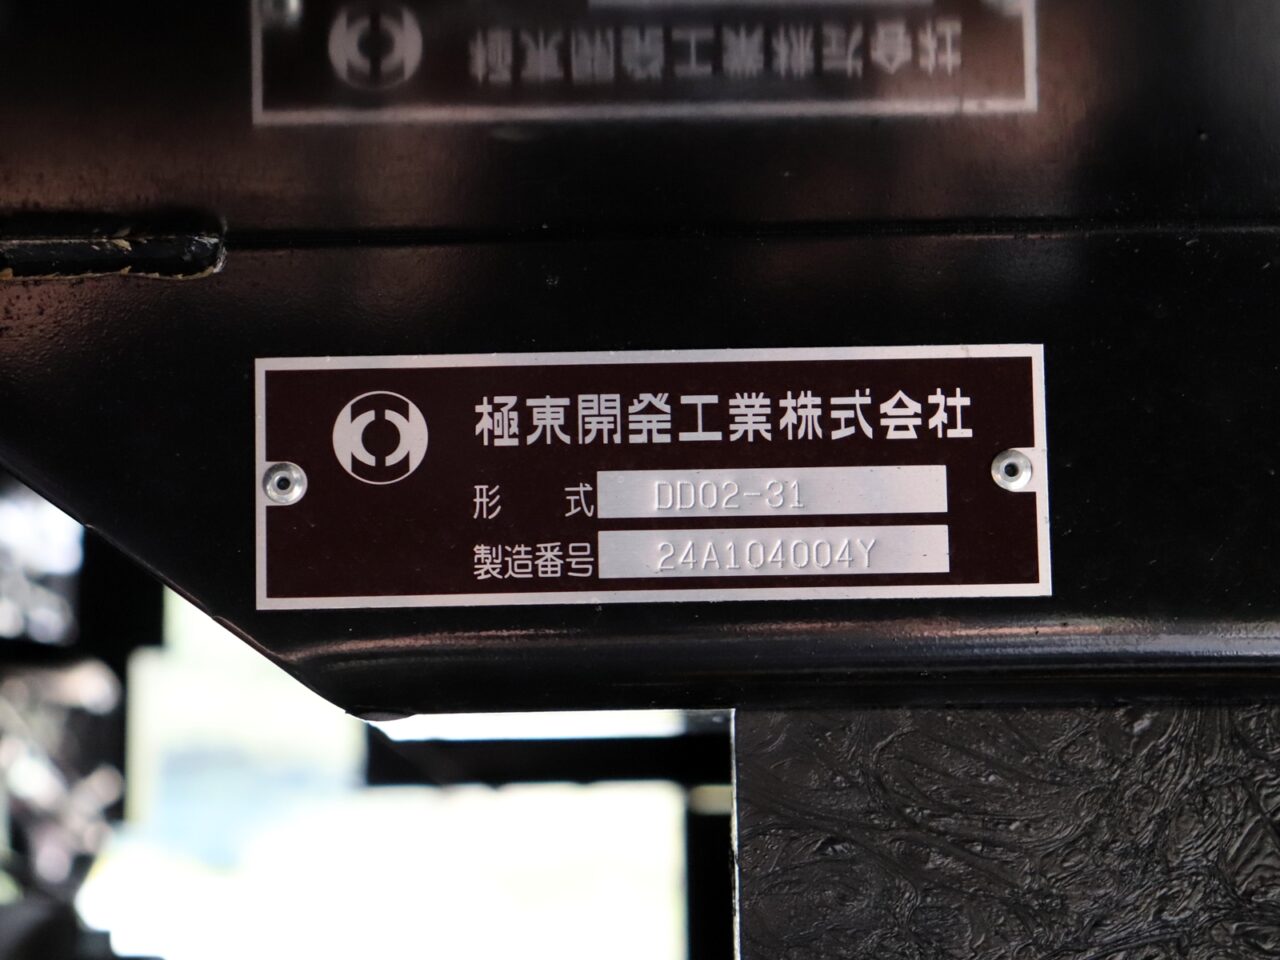 極東開発工業株式会社
形 式 DD02-31
製造番号 24A104004Y